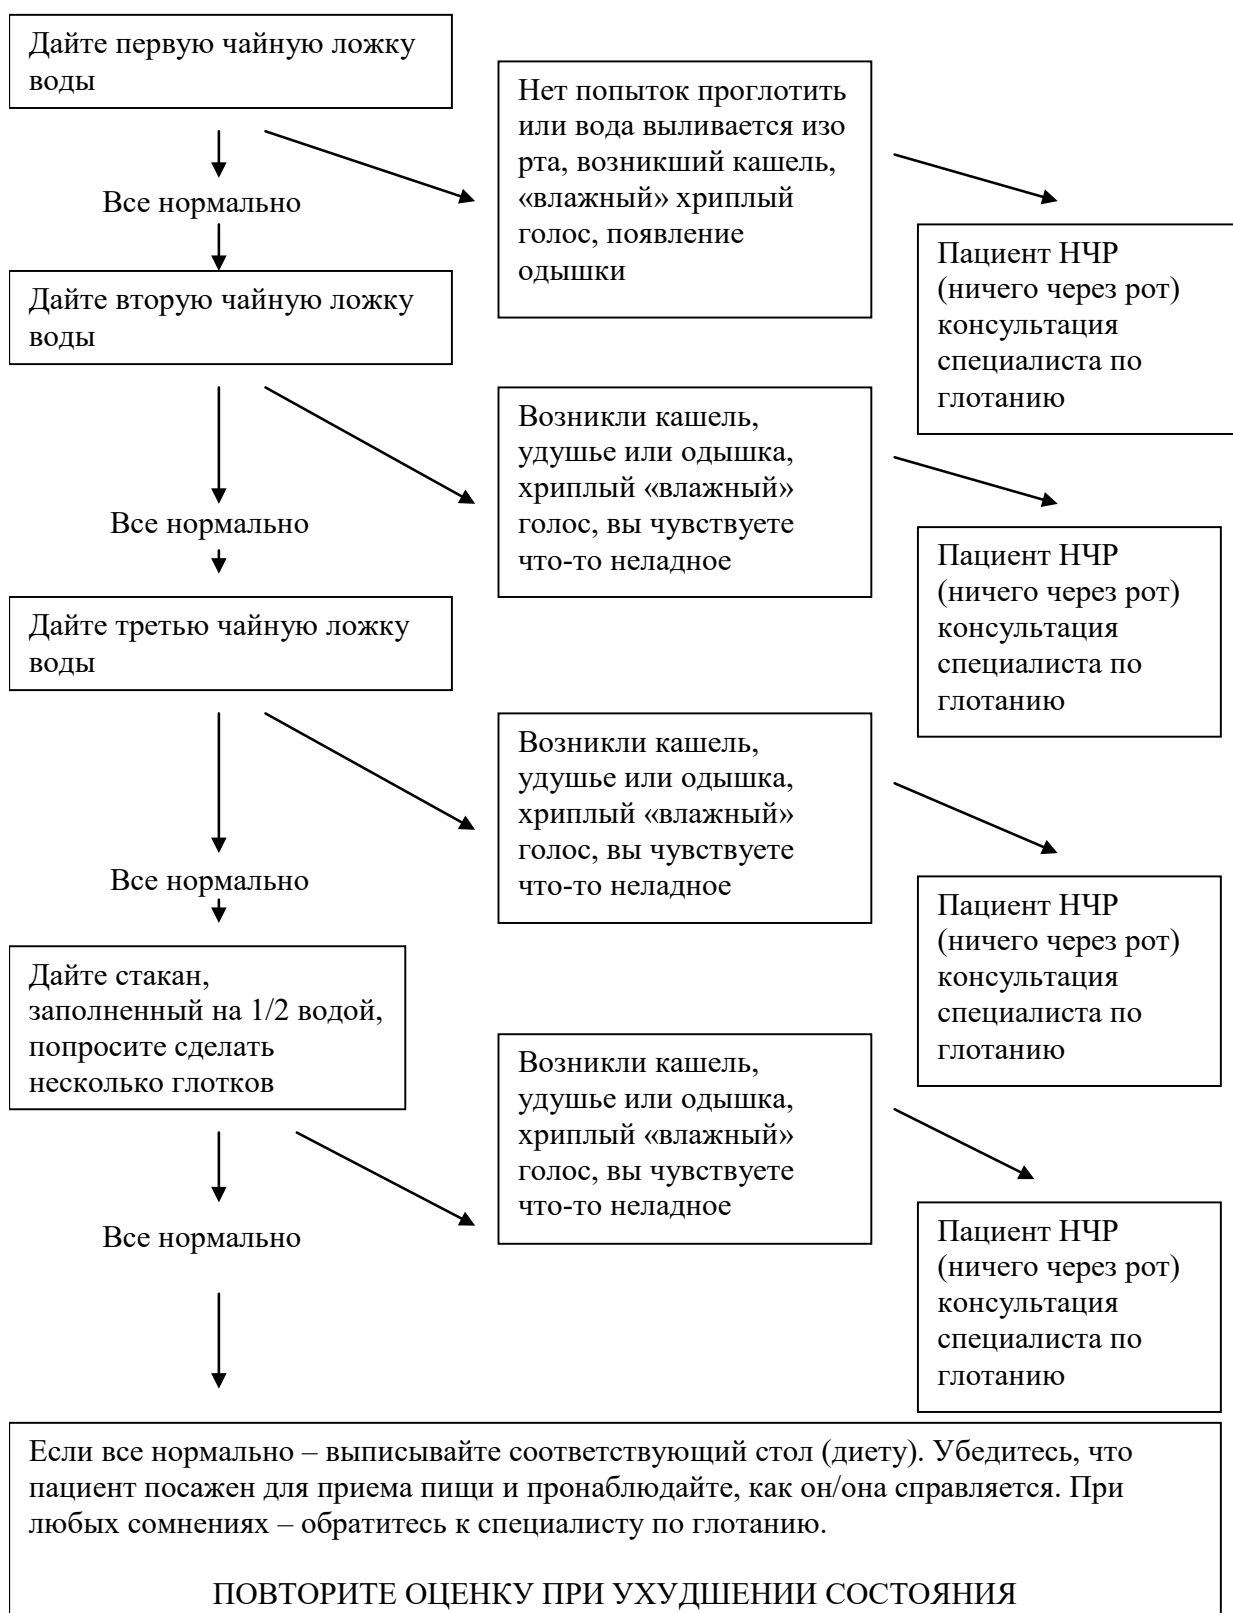 Дайте первую чайную ложку
воды
Нет попыток проглотить
или вода выливается изо
рта, возникший кашель,
«влажный» хриплый
голос, появление
одышки
Пациент НЧР
(ничего через рот)
консультация
специалиста по
глотанию
Все нормально
Дайте вторую чайную ложку
воды
Возникли кашель,
удушье или одышка,
хриплый «влажный»
голос, вы чувствуете
что-то неладное
Пациент НЧР
(ничего через рот)
консультация
специалиста по
глотанию
Все нормально
Дайте третью чайную ложку
воды
Возникли кашель,
удушье или одышка,
хриплый «влажный»
голос, вы чувствуете
что-то неладное
Пациент НЧР
(ничего через рот)
консультация
специалиста по
глотанию
Все нормально
Дайте стакан,
заполненный на 1/2 водой,
попросите сделать
несколько глотков
Возникли кашель,
удушье или одышка,
хриплый «влажный»
голос, вы чувствуете
что-то неладное
Пациент НЧР
(ничего через рот)
консультация
специалиста по
глотанию
Все нормально
Если все нормально – выписывайте соответствующий стол (диету). Убедитесь, что
пациент посажен для приема пищи и пронаблюдайте, как он/она справляется. При
любых сомнениях – обратитесь к специалисту по глотанию.
ПОВТОРИТЕ ОЦЕНКУ ПРИ УХУДШЕНИИ СОСТОЯНИЯ